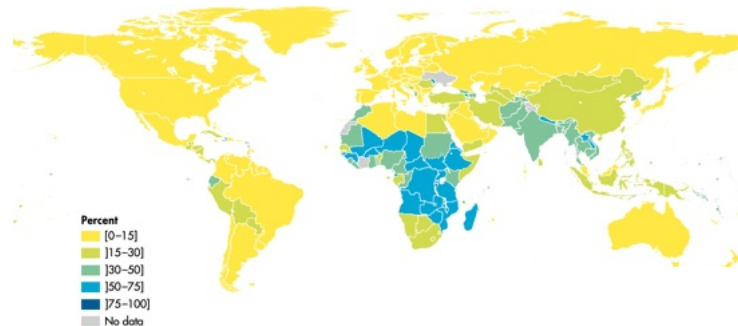 Percent
[0–15]
]15–30]
]30–50]
]50–75]
]75–100]
No data